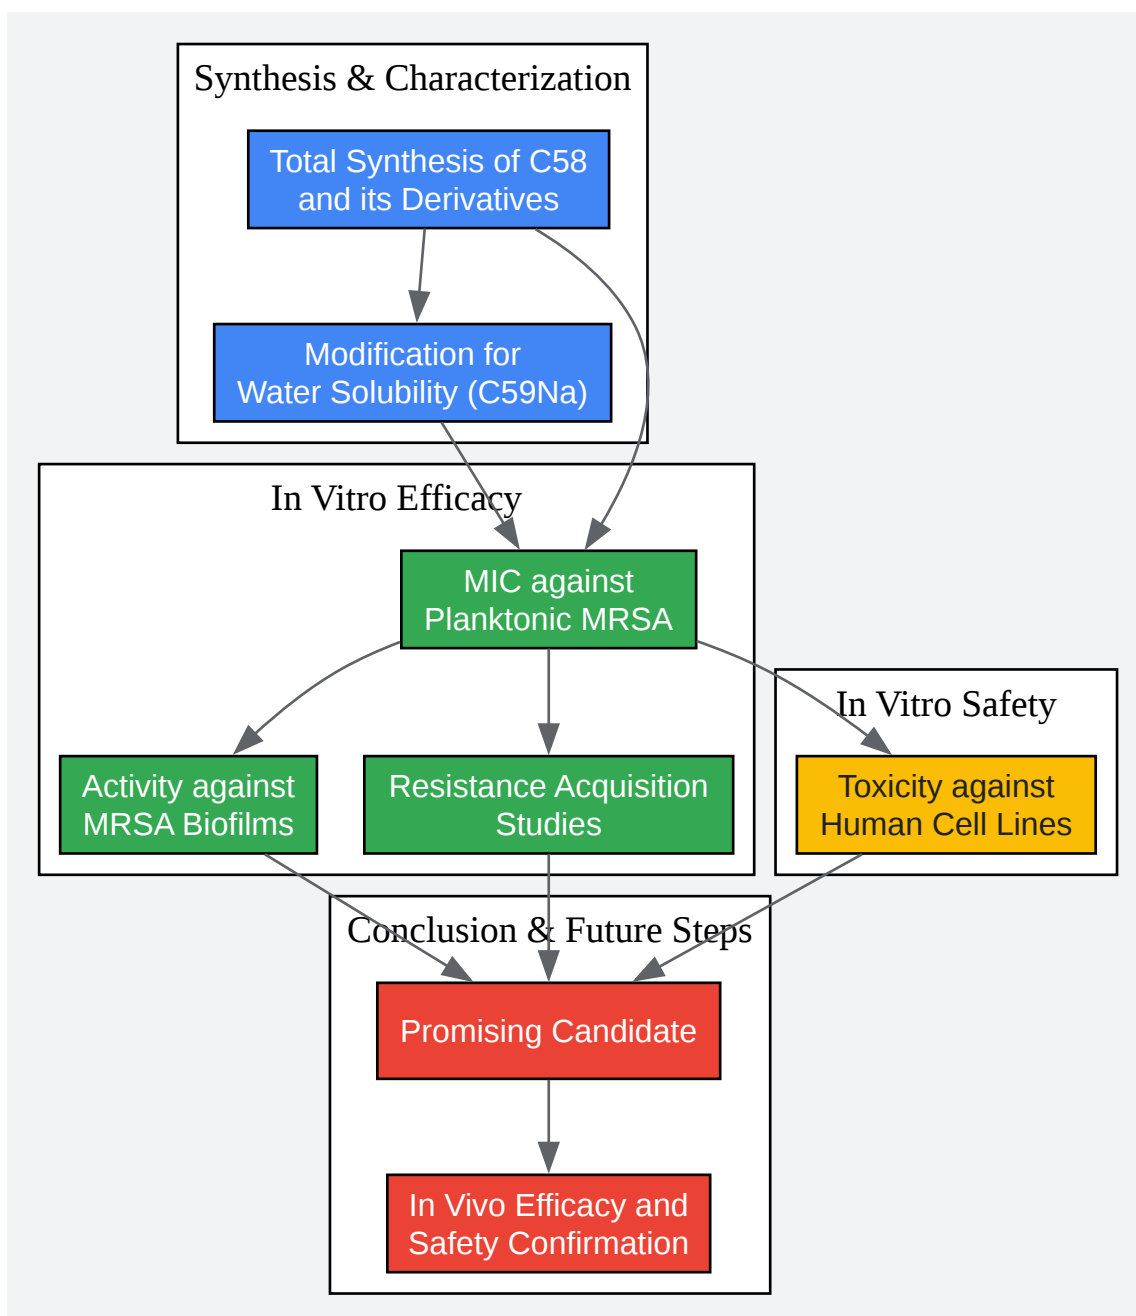 Synthesis & Characterization
Total Synthesis of C58
and its Derivatives
Modification for
Water Solubility (C59Na)
In Vitro Efficacy
MIC against
Planktonic MRSA
In Vitro Safety
Activity against
MRSA Biofilms
Resistance Acquisition
Studies
Toxicity against
Human Cell Lines
Conclusion & Future Steps
Promising Candidate
In Vivo Efficacy and
Safety Confirmation